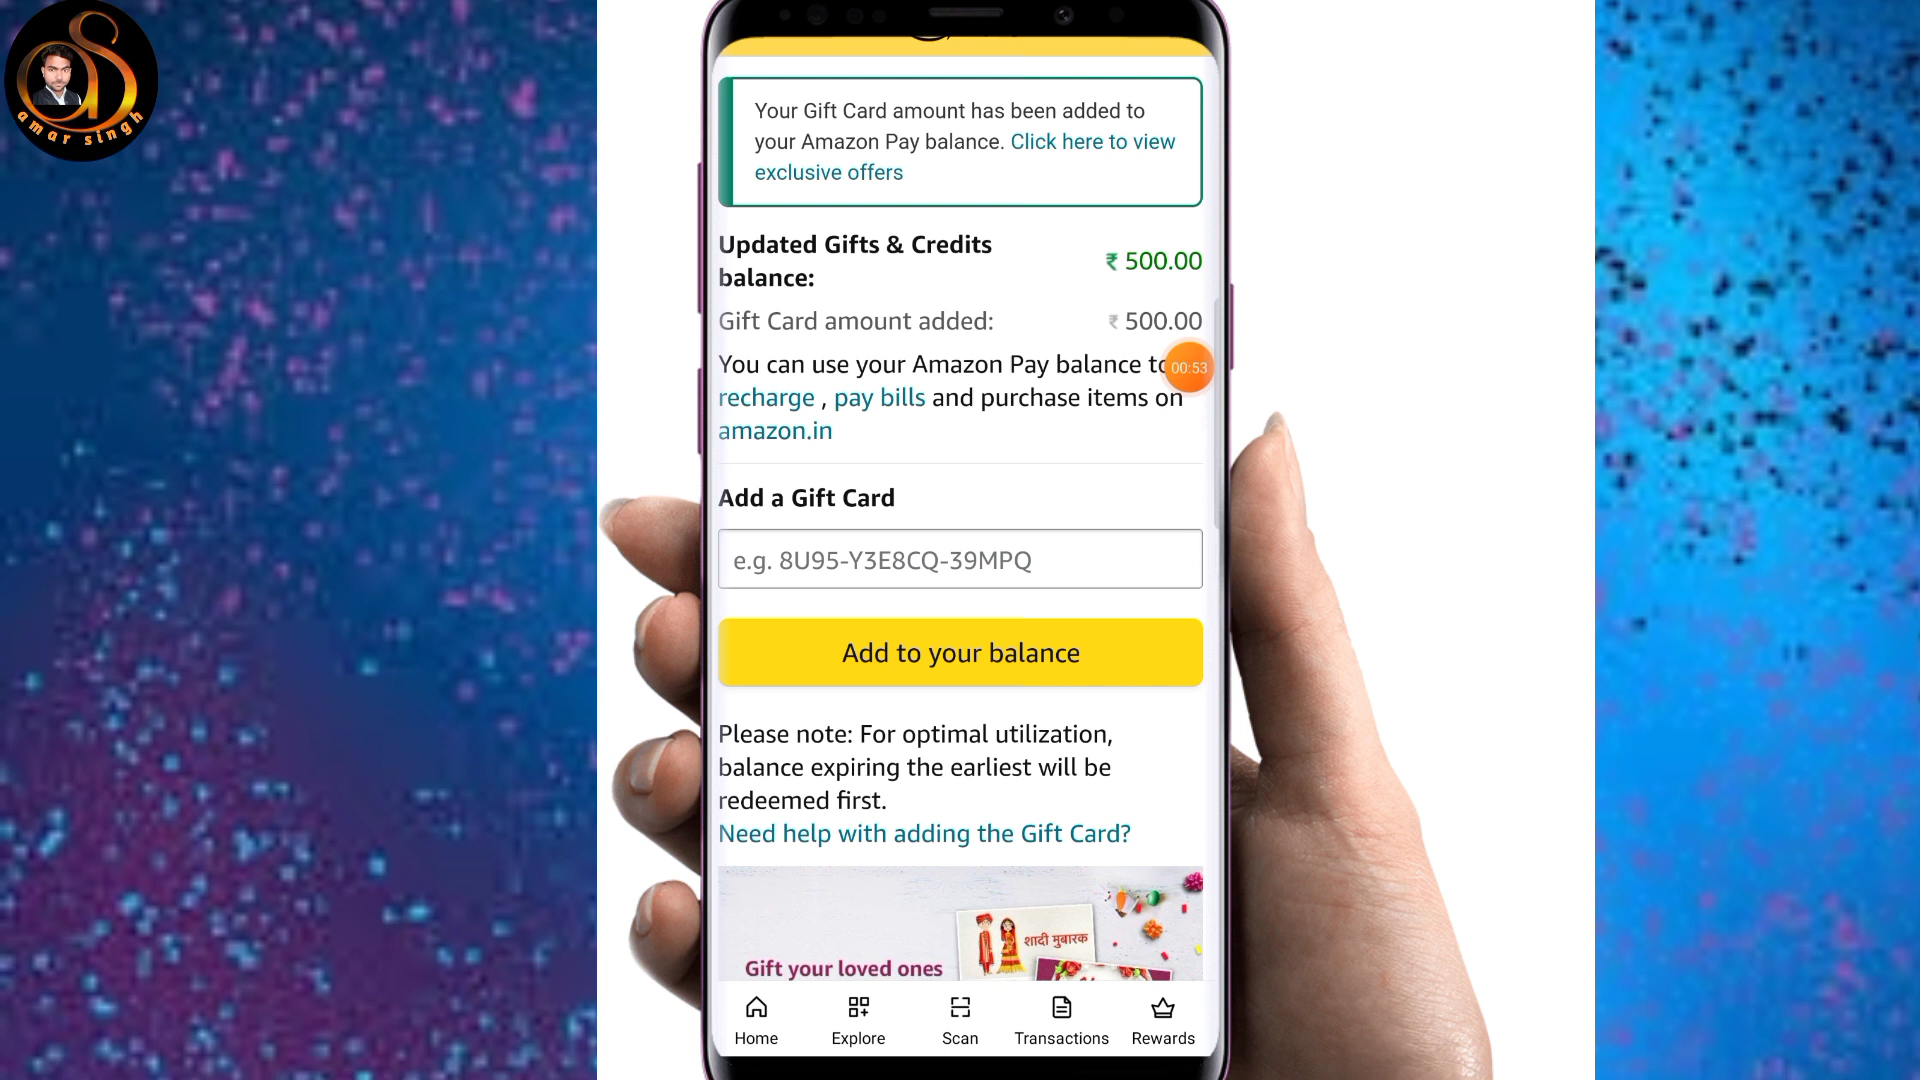 amar singh
Your Gift Card amount has been added to
your Amazon Pay balance. Click here to view
exclusive offers
Updated Gifts & Credits
balance:
₹ 500.00
Gift Card amount added:
₹ 500.00
You can use your Amazon Pay balance to
00:53
recharge , pay bills and purchase items on
amazon.in
Add a Gift Card
e.g. 8U95-Y3E8CQ-39MPQ
Add to your balance
Please note: For optimal utilization,
balance expiring the earliest will be
redeemed first.
Need help with adding the Gift Card?
शादी मुबारक
Gift your loved ones
Home
Explore
Scan
Transactions
Rewards